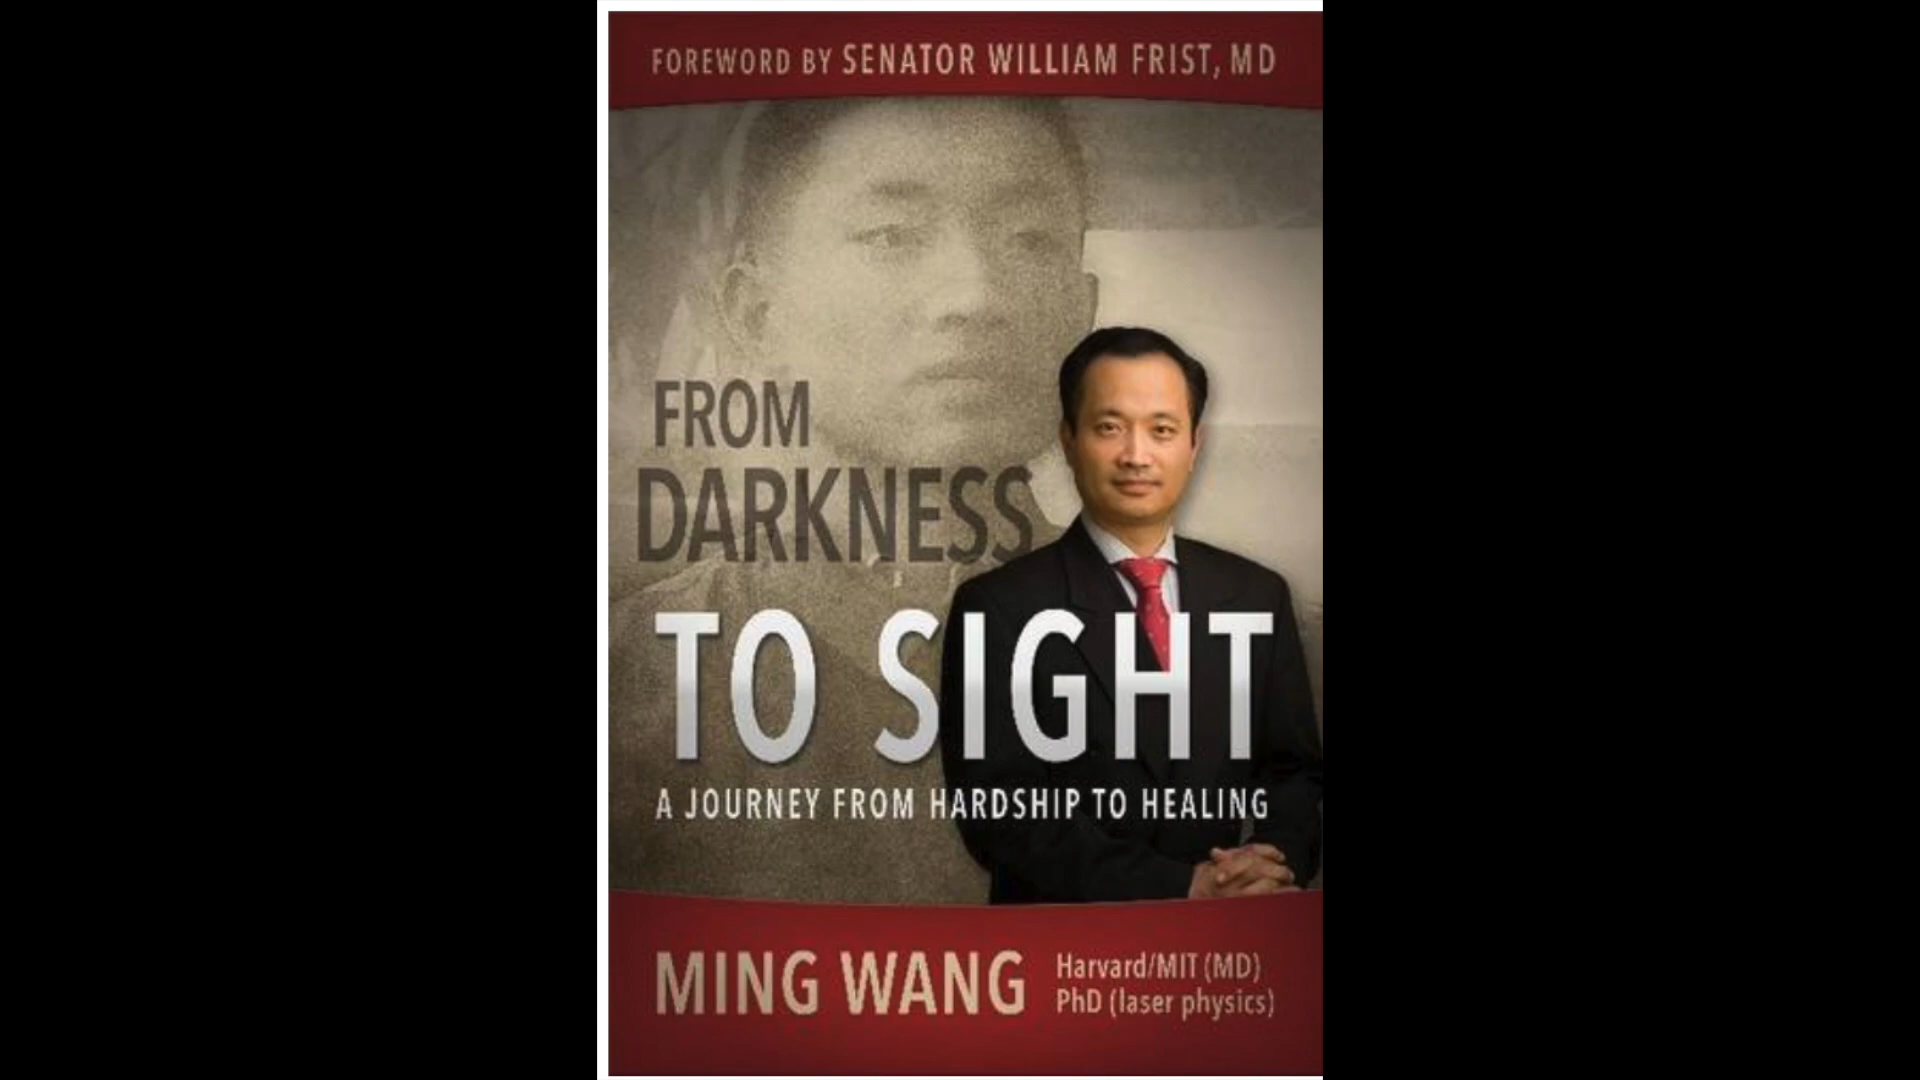 FOREWORD BY SENATOR WILLIAM FRIST, MD
FROM
DARKNESS
TO SIGHT
A JOURNEY FROM HARDSHIP TO HEALING
MING WANG
Harvard/MIT (MD)
PhD (laser physics)